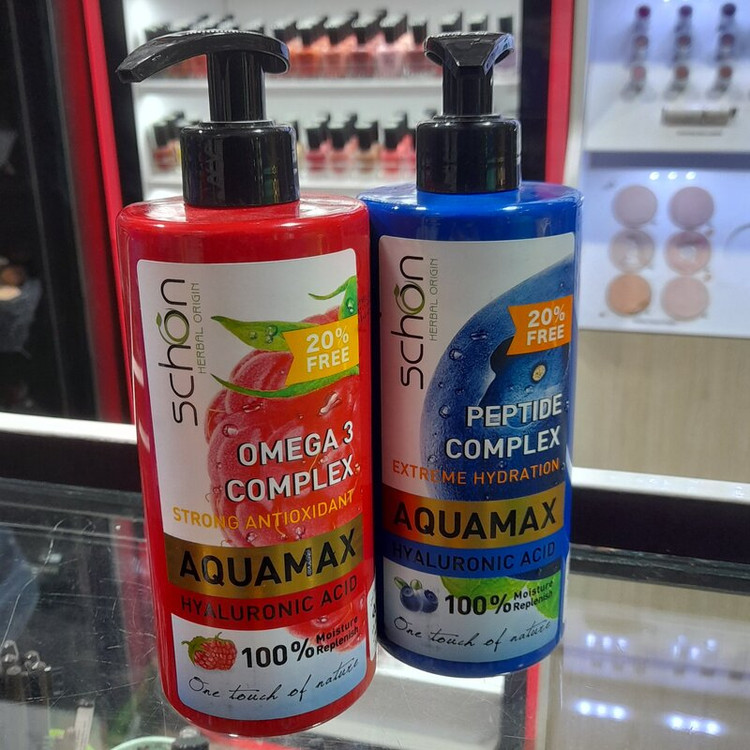 schon
HERBAL ORIGIN
20%
FREE
OMEGA 3
COMPLEX
STRONG ANTIOXIDANT
AQUAMAX
HYALURONIC ACID
100% Moisture
Replenish
One touch of nature
schon
HERBAL ORIGIN
20%
FREE
PEPTIDE
COMPLEX
EXTREME HYDRATION
AQUAMAX
HYALURONIC ACID
100% Moisture
Replenish
One touch of nature